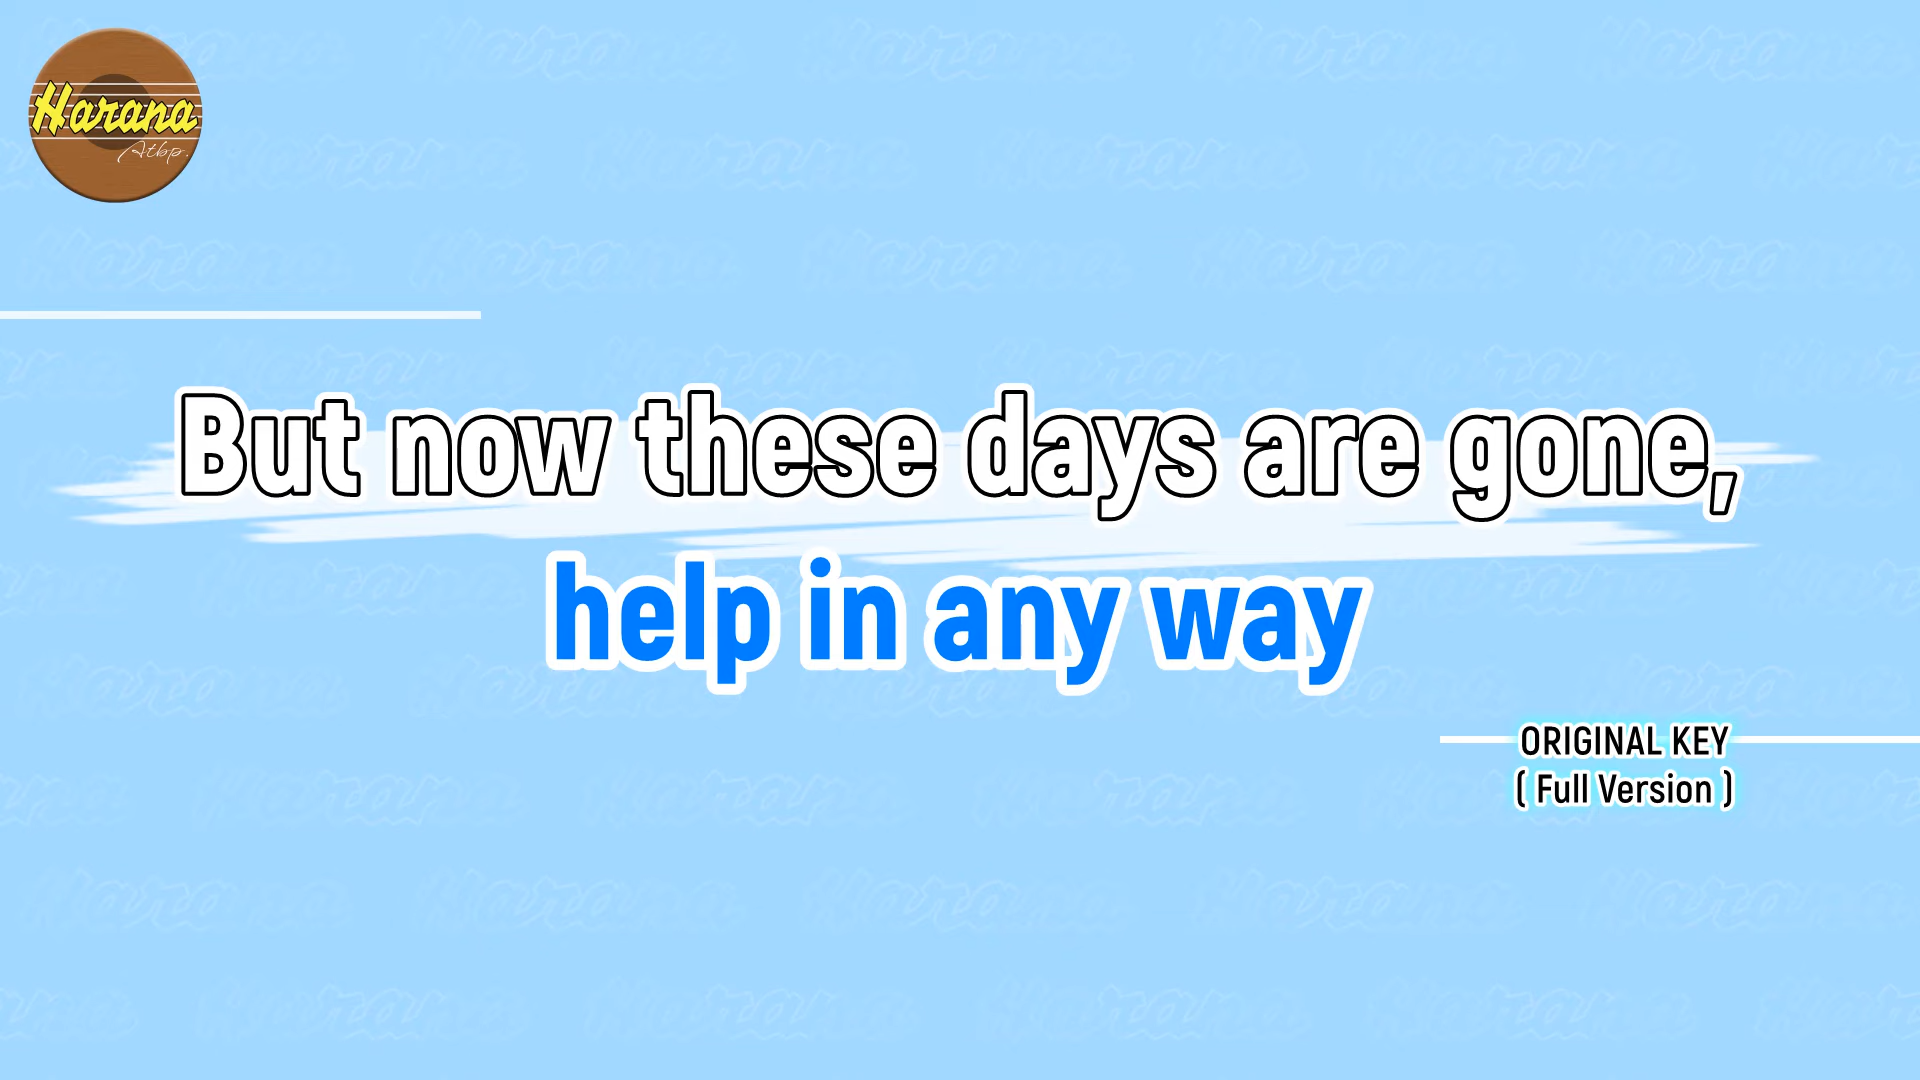 Harana
Atbp.
But now these days are gone,
help in any way
ORIGINAL KEY
( Full Version )